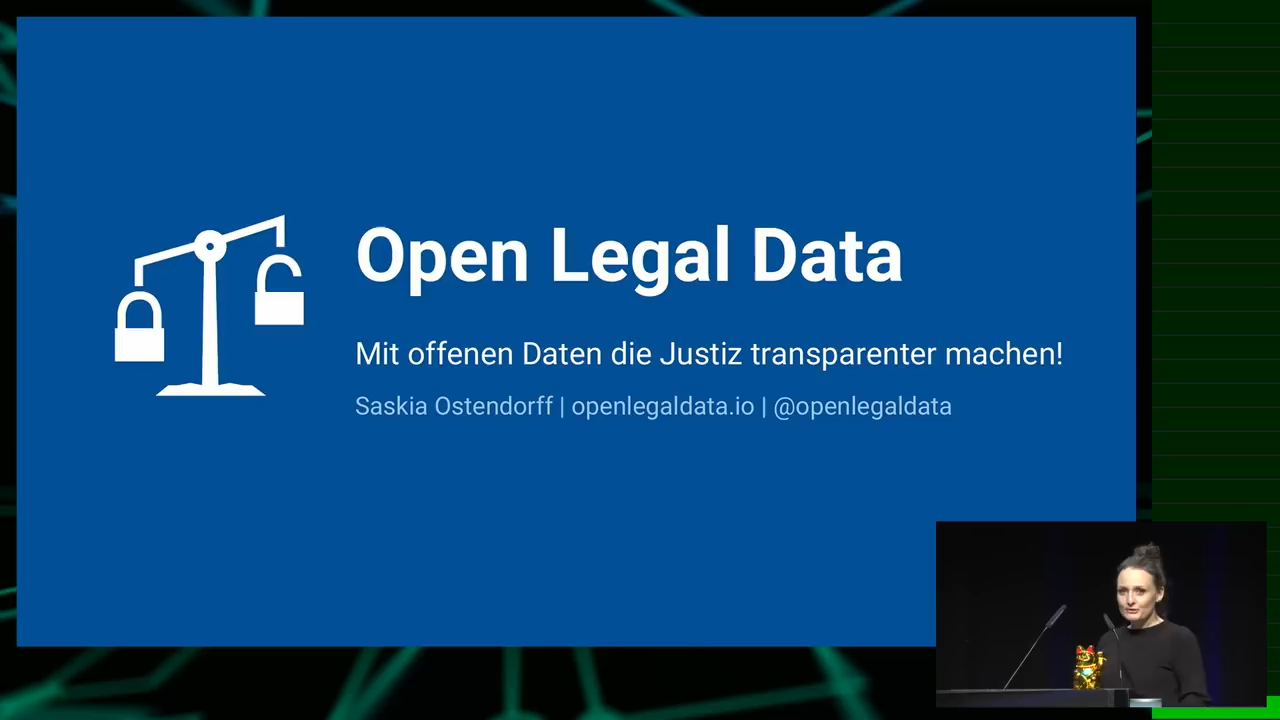 Open Legal Data
Mit offenen Daten die Justiz transparenter machen!
Saskia Ostendorff | openlegaldata.io | @openlegaldata